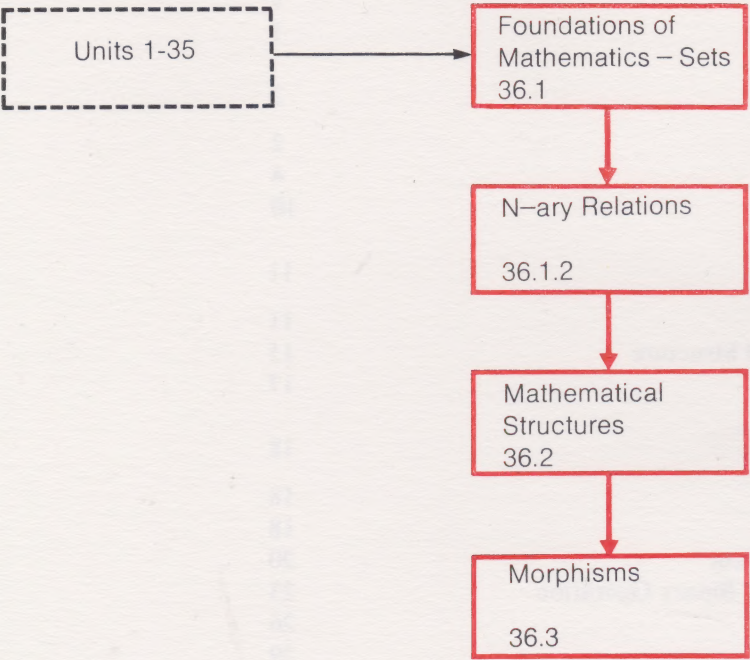 Units 1-35
Foundations of
Mathematics – Sets
36.1
N–ary Relations
36.1.2
Mathematical
Structures
36.2
Morphisms
36.3